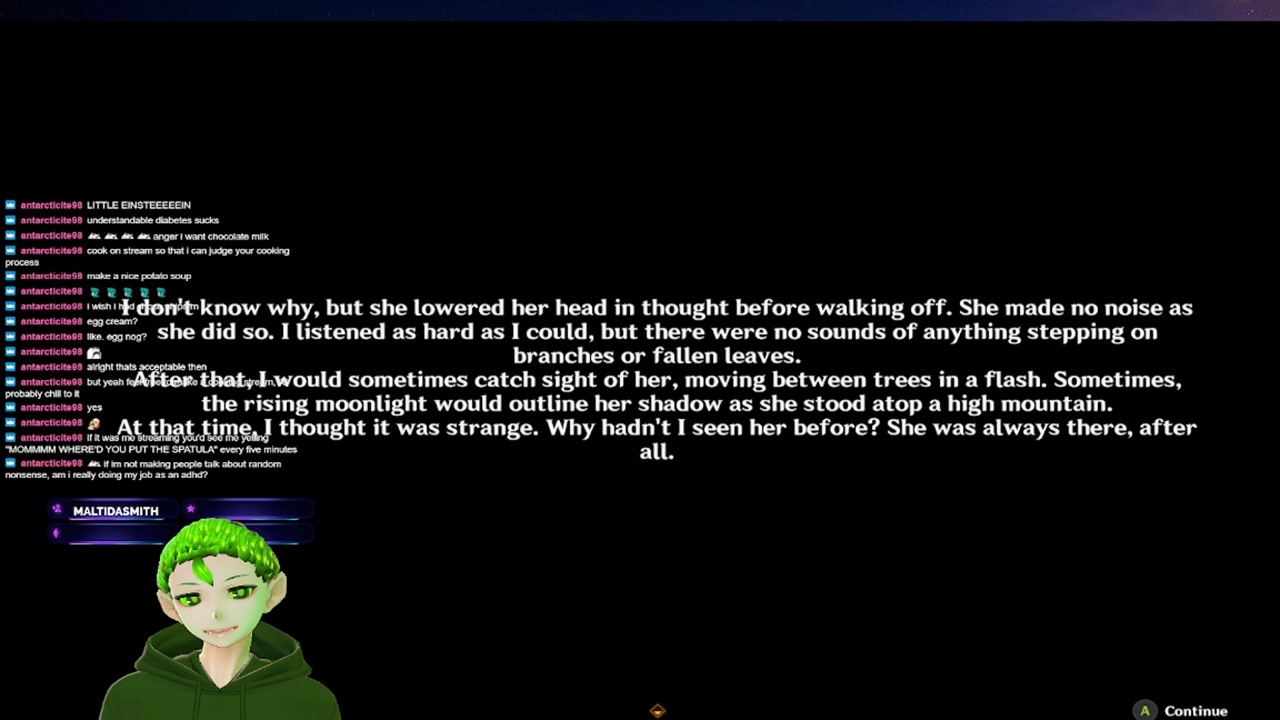 antarcticite98 LITTLE EINSTEEEEEIN
antarcticite98 understandable diabetes sucks
antarcticite98 anger I want chocolate milk
antarcticite98 cook on stream so that i can judge your cooking
process
antarcticite98 make a nice potato soup
antarcticite98
antarcticite98 I wish I had
antarcticite98 egg cream?
antarcticite98 like. egg nog?
antarcticite98
antarcticite98 alright thats acceptable then
antarcticite98 but yeah
probably chill to it
antarcticite98 yes
antarcticite98
antarcticite98 if it was me streaming you'd see me yelling
"MOMMMM WHERE'D YOU PUT THE SPATULA" every five minutes
antarcticite98 if im not making people talk about random
nonsense, am i really doing my job as an adhd?
I don't know why, but she lowered her head in thought before walking off. She made no noise as
she did so. I listened as hard as I could, but there were no sounds of anything stepping on
branches or fallen leaves.
After that, I would sometimes catch sight of her, moving between trees in a flash. Sometimes,
the rising moonlight would outline her shadow as she stood atop a high mountain.
At that time, I thought it was strange. Why hadn't I seen her before? She was always there, after
all.
MALTIDASMITH
A Continue